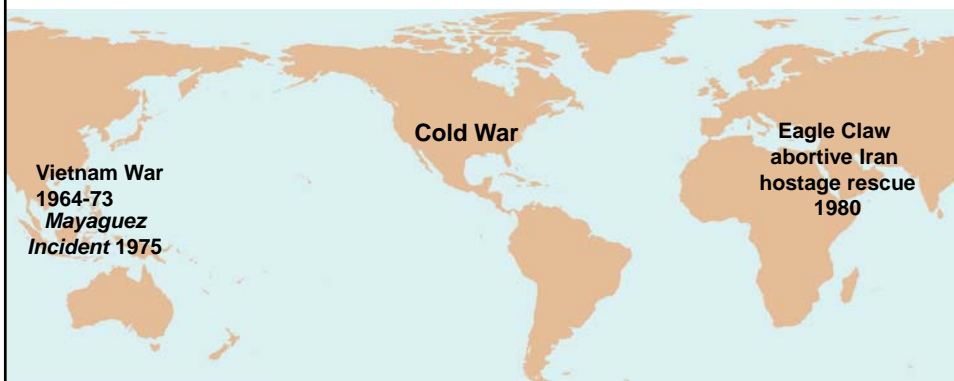 Vietnam War
1964-73
Mayaguez
Incident 1975
Cold War
Eagle Claw
abortive Iran
hostage rescue
1980